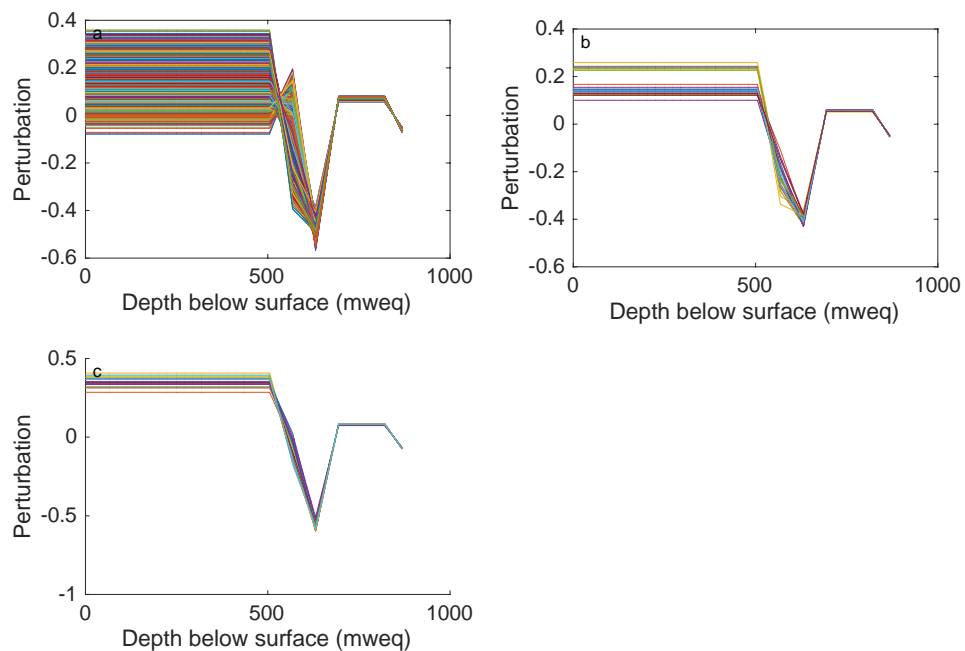 a
0.4
0.2
0
-0.2
-0.4
-0.6
0 500 1000
Perturbation
Depth below surface (mweq)
b
0.4
0.2
0
-0.2
-0.4
-0.6
0 500 1000
Perturbation
Depth below surface (mweq)
c
0.5
0
-0.5
-1
0 500 1000
Perturbation
Depth below surface (mweq)